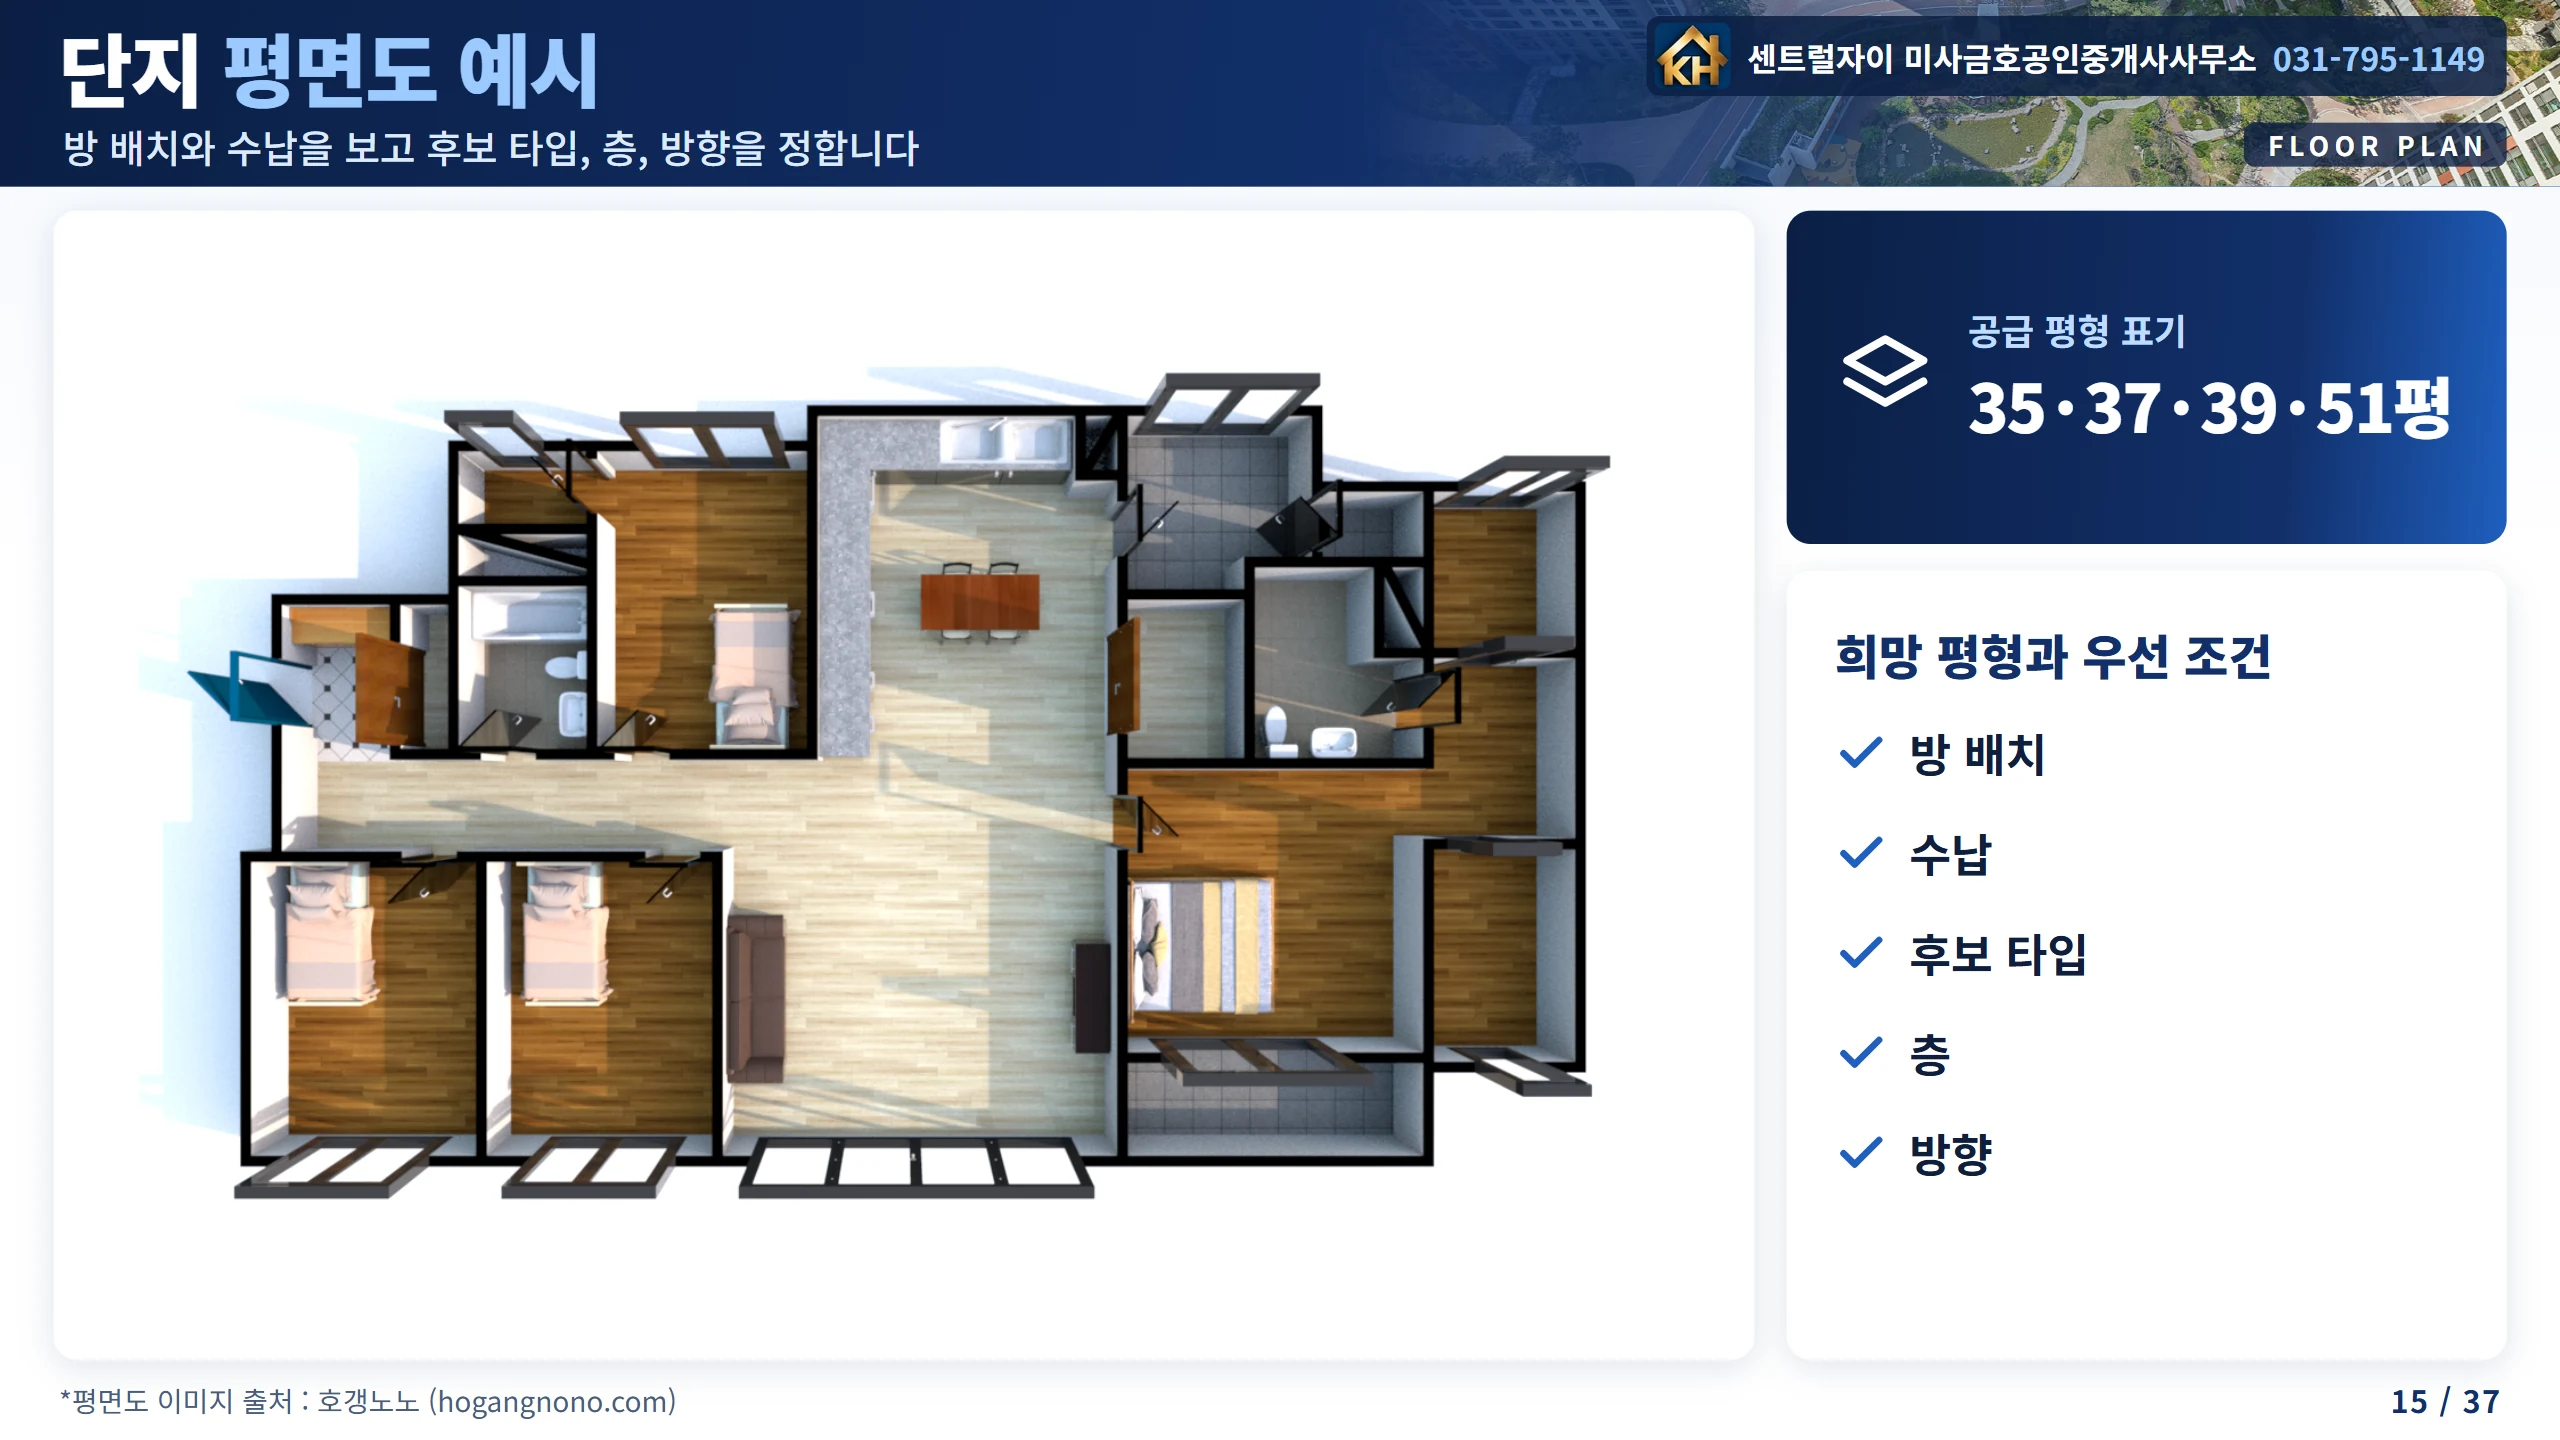 단지 평면도 예시
방 배치와 수납을 보고 후보 타입, 층, 방향을 정합니다
KH 센트럴자이 미사금호공인중개사사무소 031-795-1149
FLOOR PLAN
공급 평형 표기
35·37·39·51평
희망 평형과 우선 조건
방 배치
수납
후보 타입
층
방향
*평면도 이미지 출처 : 호갱노노 (hogangnono.com)
15 / 37